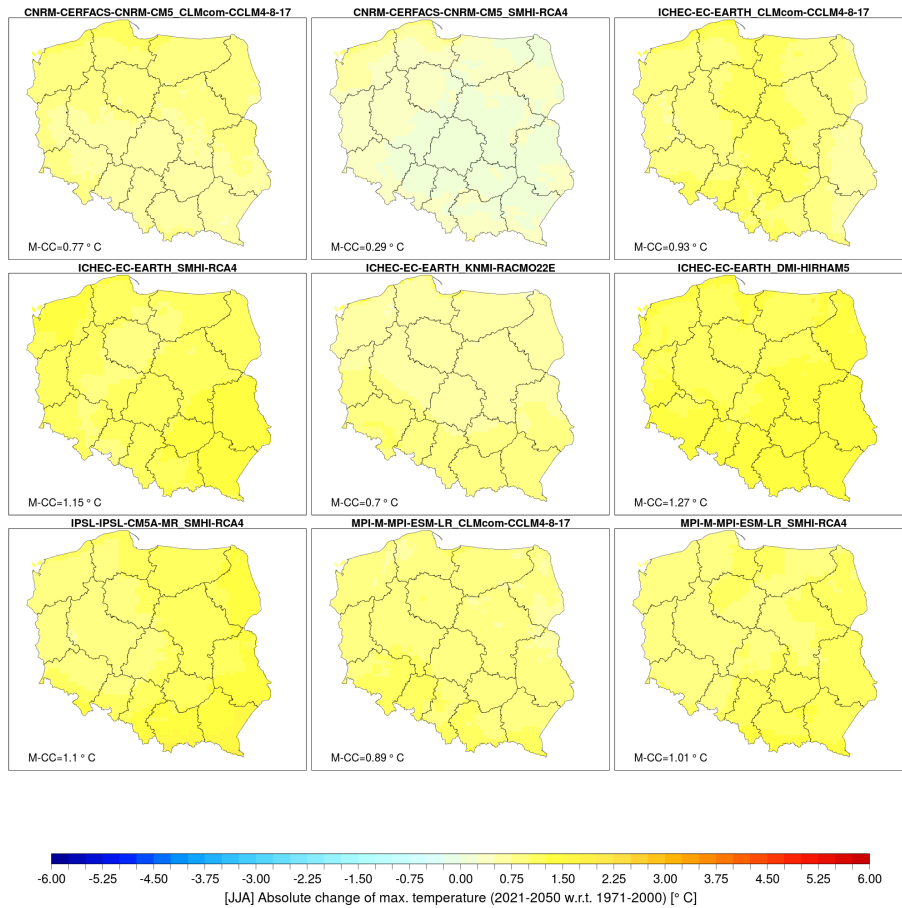 CNRM-CERFACS-CNRM-CM5_CLMcom-CCLM4-8-17
CNRM-CERFACS-CNRM-CM5_SMHI-RCA4
ICHEC-EC-EARTH_CLMcom-CCLM4-8-17
M-CC=0.77 ° C
M-CC=0.29 ° C
M-CC=0.93 ° C
ICHEC-EC-EARTH_SMHI-RCA4
ICHEC-EC-EARTH_KNMI-RACMO22E
ICHEC-EC-EARTH_DMI-HIRHAM5
M-CC=1.15 ° C
M-CC=0.7 ° C
M-CC=1.27 ° C
IPSL-IPSL-CM5A-MR_SMHI-RCA4
MPI-M-MPI-ESM-LR_CLMcom-CCLM4-8-17
MPI-M-MPI-ESM-LR_SMHI-RCA4
M-CC=1.1 ° C
M-CC=0.89 ° C
M-CC=1.01 ° C
-6.00 -5.25 -4.50 -3.75 -3.00 -2.25 -1.50 -0.75 0.00 0.75 1.50 2.25 3.00 3.75 4.50 5.25 6.00
[JJA] Absolute change of max. temperature (2021-2050 w.r.t. 1971-2000) [° C]